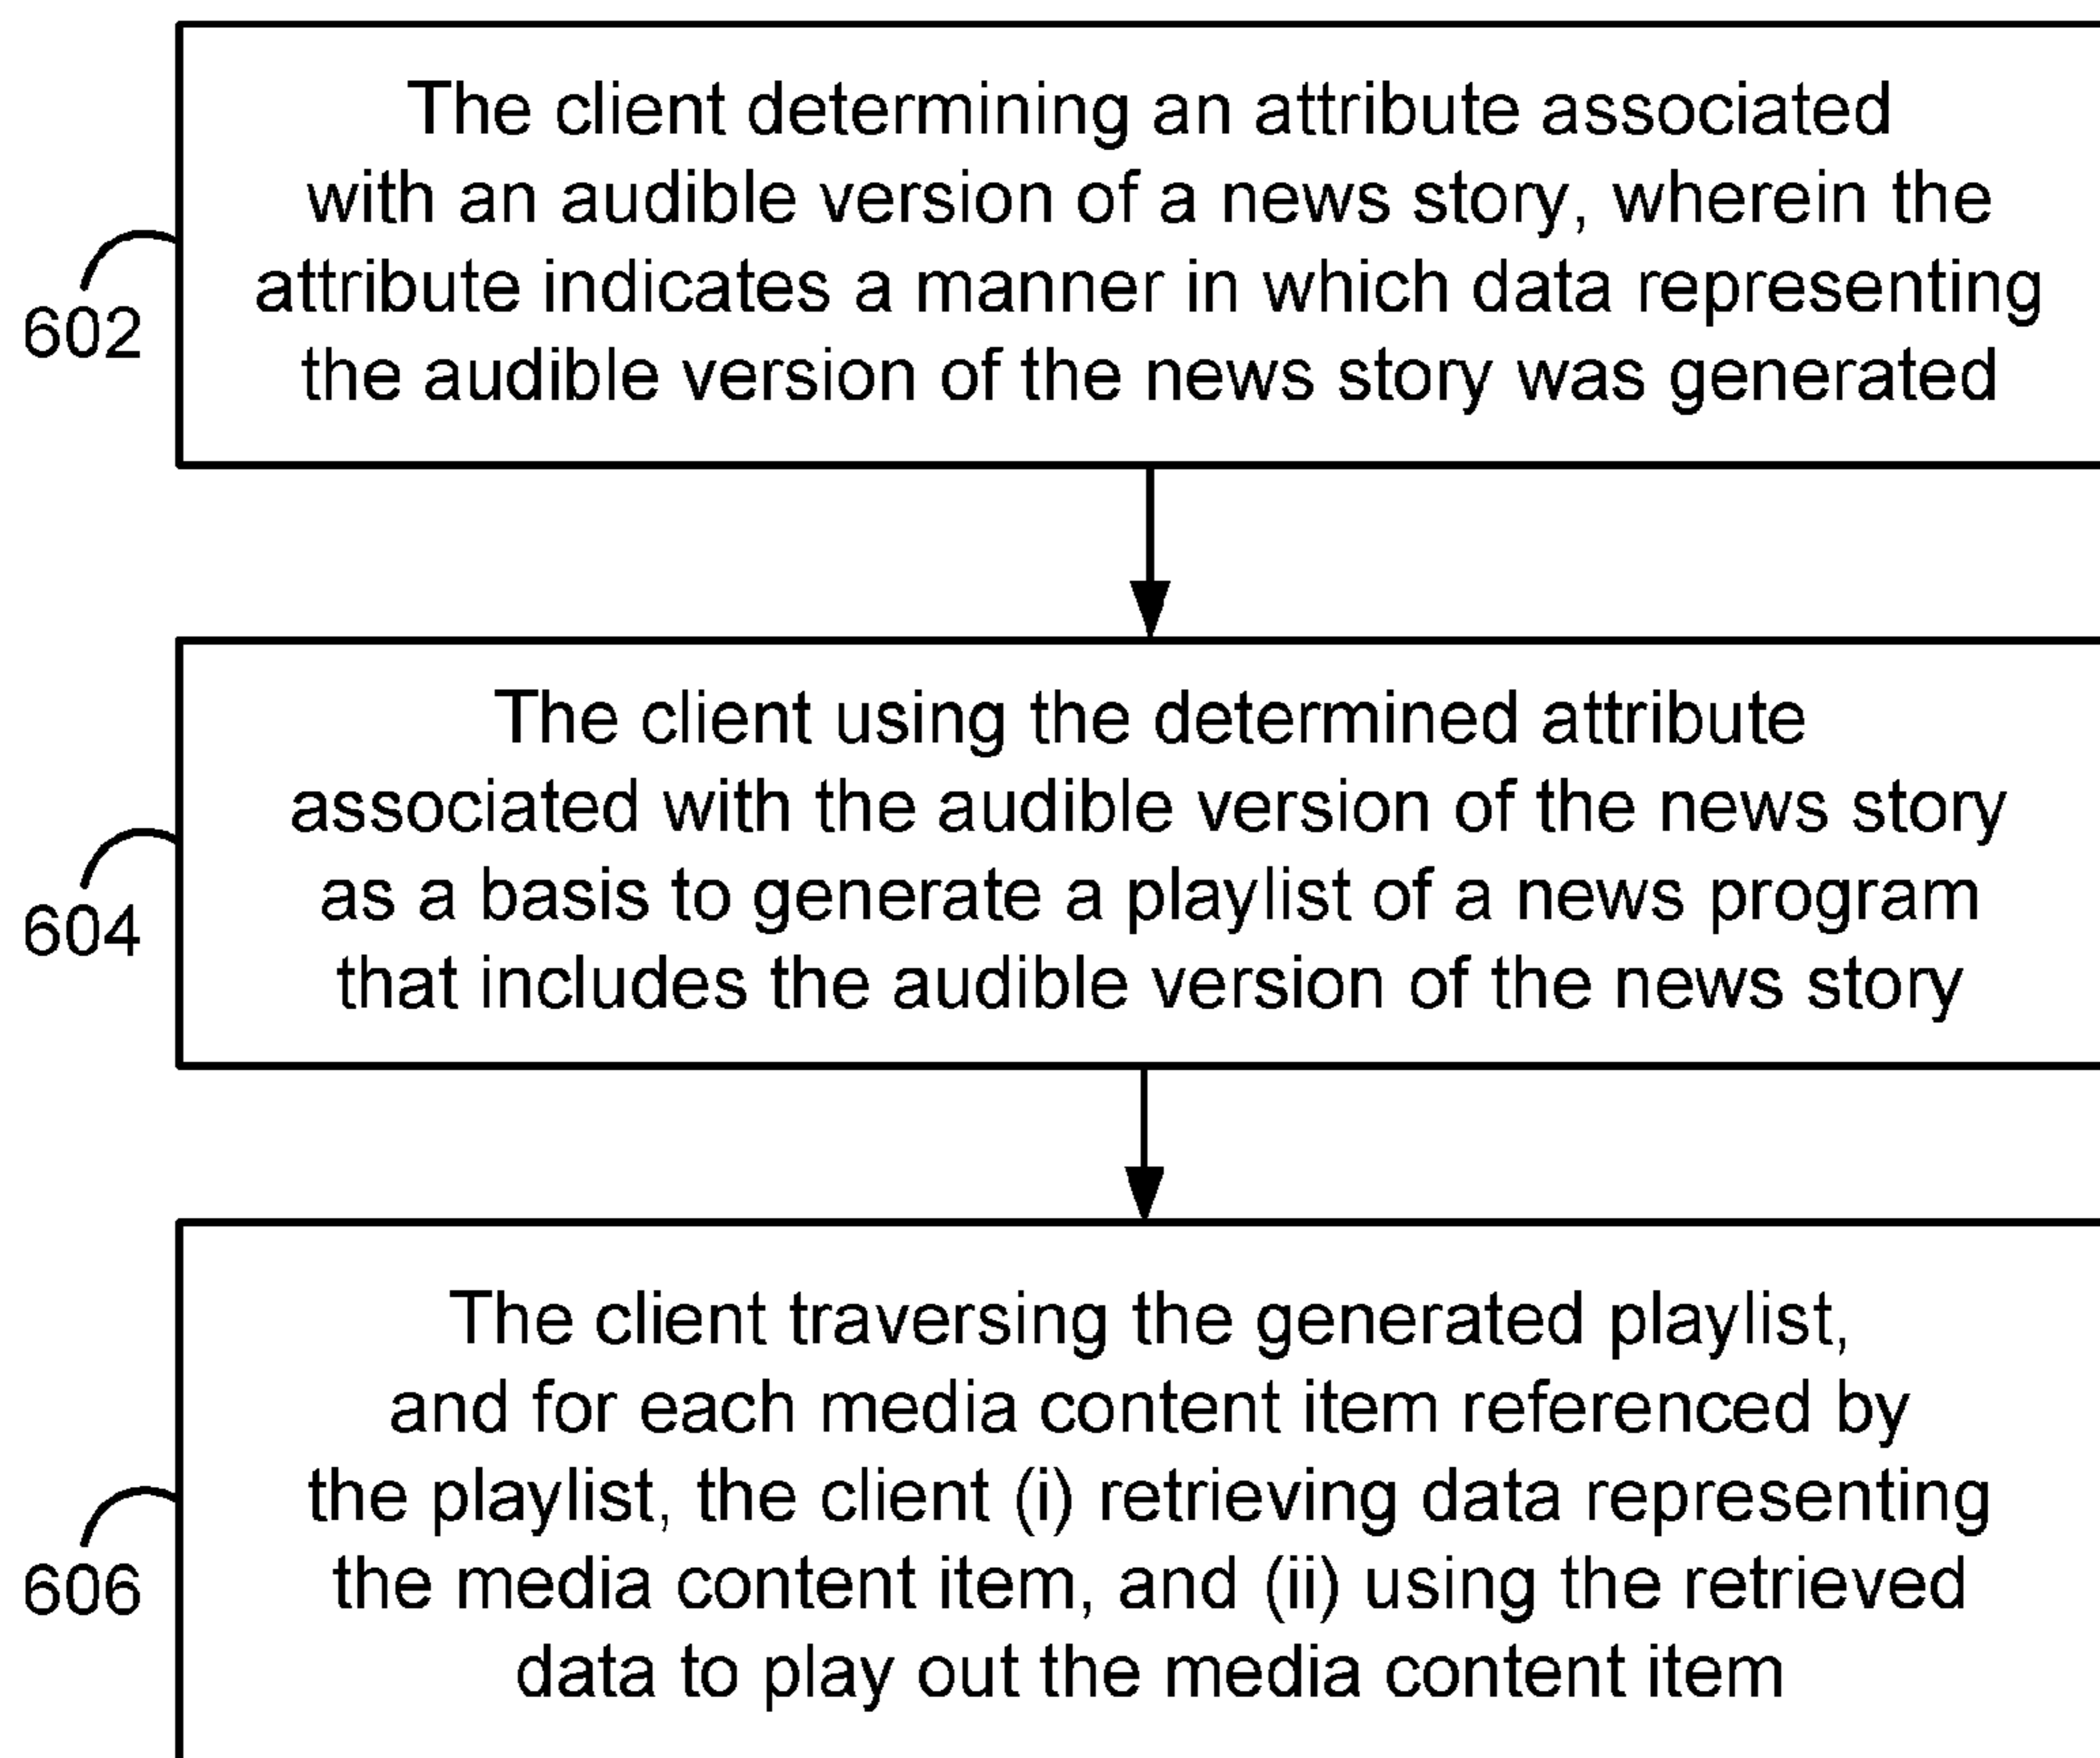 The client determining an attribute associated
with an audible version of a news story, wherein the
attribute indicates a manner in which data representing
the audible version of the news story was generated
602
The client using the determined attribute
associated with the audible version of the news story
as a basis to generate a playlist of a news program
that includes the audible version of the news story
604
The client traversing the generated playlist,
and for each media content item referenced by
the playlist, the client (i) retrieving data representing
the media content item, and (ii) using the retrieved
data to play out the media content item
606